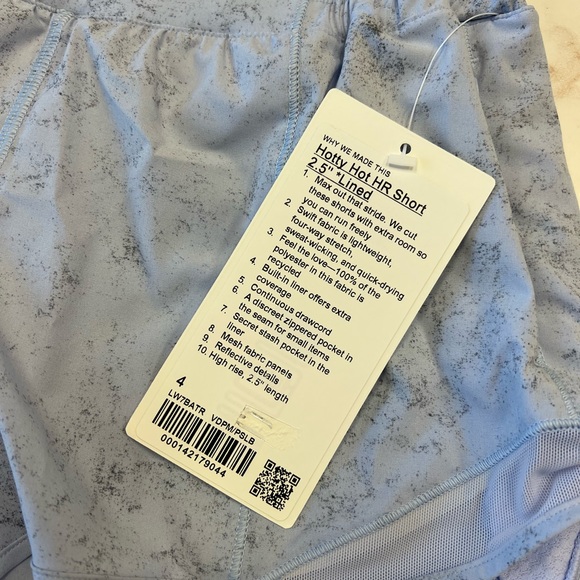 WHY WE MADE THIS
Hotty Hot HR Short
2.5" *Lined
1. Max out that stride. We cut
these shorts with extra room so
you can run freely
2. Swift fabric is lightweight,
four-way stretch,
sweat-wicking, and quick-drying
3. Feel the love—100% of the
polyester in this fabric is
recycled
4. Built-in liner offers extra
coverage
5. Continuous drawcord
6. A discreet zippered pocket in
the seam for small items
7. Secret stash pocket in the
liner
8. Mesh fabric panels
9. Reflective details
10. High rise, 2.5" length
4
LW7BATR VDPM/PSLB
000142179044